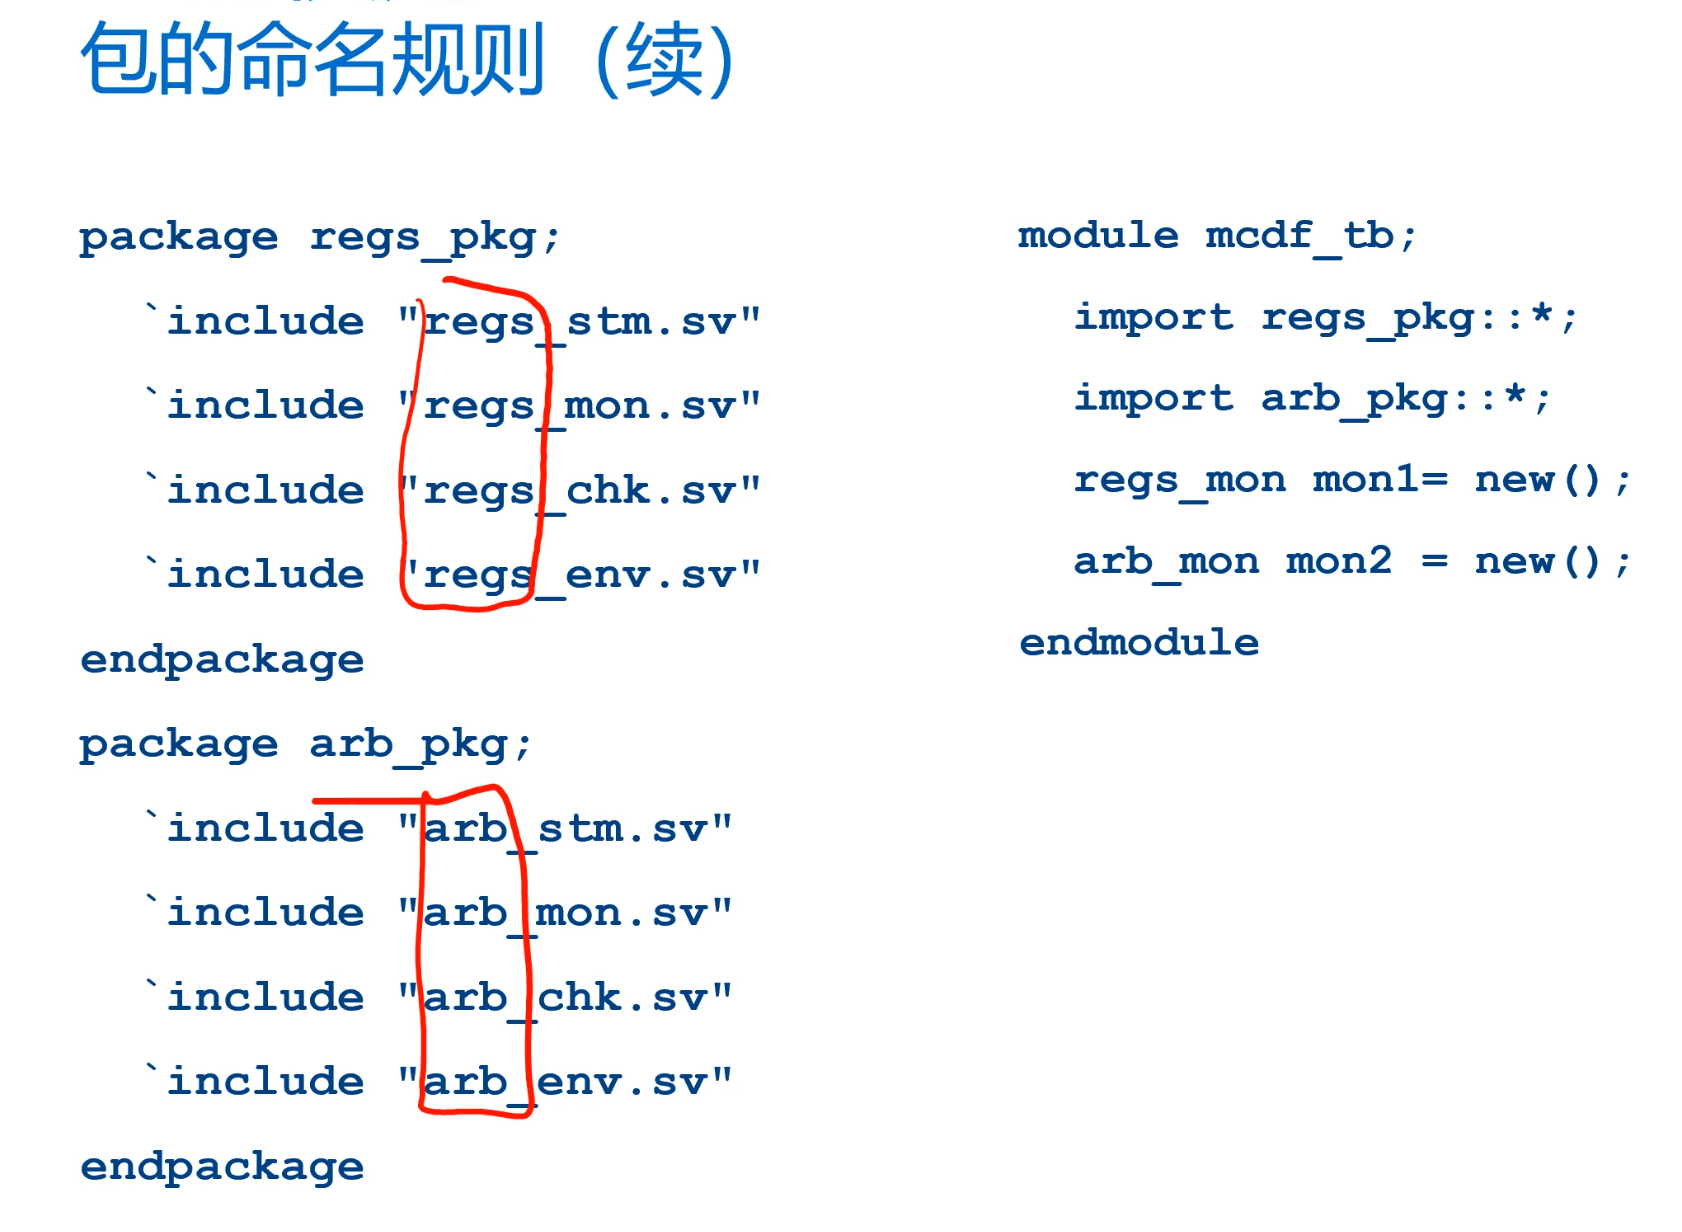 包的命名规则（续）
package regs_pkg;
`include "regs_stm.sv"
`include "regs_mon.sv"
`include "regs_chk.sv"
`include "regs_env.sv"
endpackage
package arb_pkg;
`include "arb_stm.sv"
`include "arb_mon.sv"
`include "arb_chk.sv"
`include "arb_env.sv"
endpackage
module mcdf_tb;
import regs_pkg::*;
import arb_pkg::*;
regs_mon mon1= new();
arb_mon mon2 = new();
endmodule